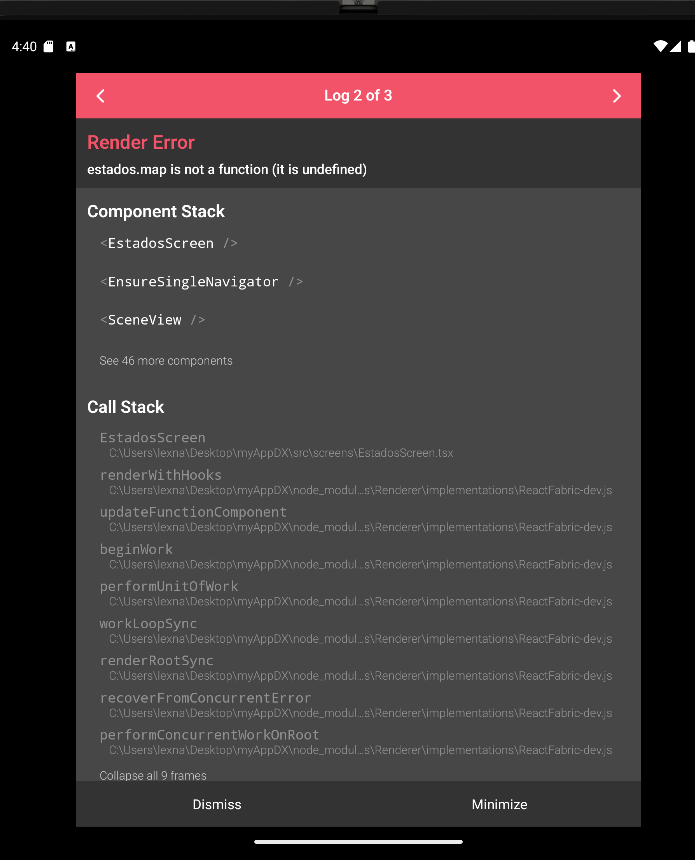 4:40
A
Log 2 of 3
Render Error
estados.map is not a function (it is undefined)
Component Stack
<EstadosScreen />
<EnsureSingleNavigator />
<SceneView />
See 46 more components
Call Stack
EstadosScreen
C:\Users\lexna\Desktop\myAppDX\src\screens\EstadosScreen.tsx
renderWithHooks
C:\Users\lexna\Desktop\myAppDX\node_modul...s\Renderer\implementations\ReactFabric-dev.js
updateFunctionComponent
C:\Users\lexna\Desktop\myAppDX\node_modul...s\Renderer\implementations\ReactFabric-dev.js
beginWork
C:\Users\lexna\Desktop\myAppDX\node_modul...s\Renderer\implementations\ReactFabric-dev.js
performUnitOfWork
C:\Users\lexna\Desktop\myAppDX\node_modul...s\Renderer\implementations\ReactFabric-dev.js
workLoopSync
C:\Users\lexna\Desktop\myAppDX\node_modul...s\Renderer\implementations\ReactFabric-dev.js
renderRootSync
C:\Users\lexna\Desktop\myAppDX\node_modul...s\Renderer\implementations\ReactFabric-dev.js
recoverFromConcurrentError
C:\Users\lexna\Desktop\myAppDX\node_modul...s\Renderer\implementations\ReactFabric-dev.js
performConcurrentWorkOnRoot
C:\Users\lexna\Desktop\myAppDX\node_modul...s\Renderer\implementations\ReactFabric-dev.js
Collapse all 9 frames
Dismiss
Minimize